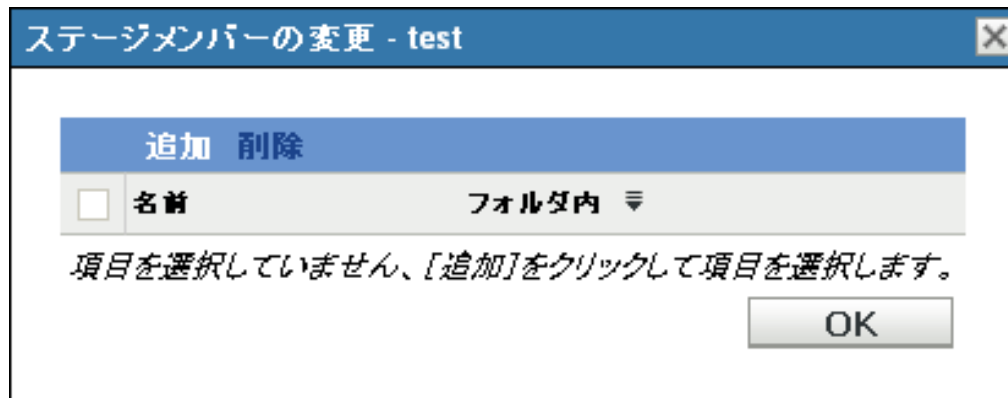 ステージメンバーの変更 - test
追加 削除
名前 フォルダ内
項目を選択していません、[追加]をクリックして項目を選択します。
OK